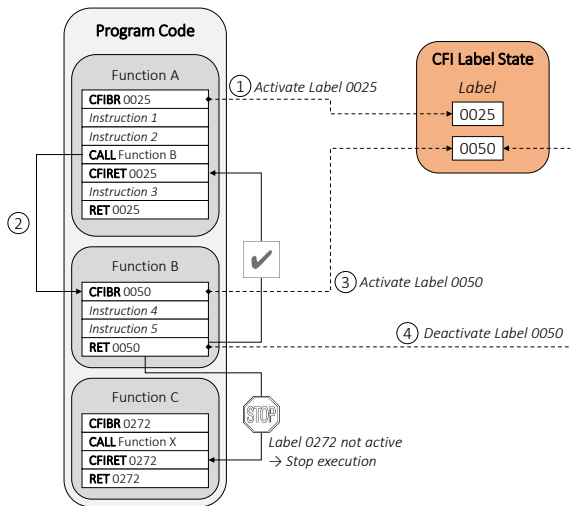 Program Code
Function A
CFIBR 0025
Instruction 1
Instruction 2
CALL Function B
CFIRET 0025
Instruction 3
RET 0025
1 Activate Label 0025
CFI Label State
Label
0025
0050
2
Function B
CFIBR 0050
Instruction 4
Instruction 5
RET 0050
3 Activate Label 0050
4 Deactivate Label 0050
Function C
CFIBR 0272
CALL Function X
CFIRET 0272
RET 0272
STOP
Label 0272 not active
→ Stop execution